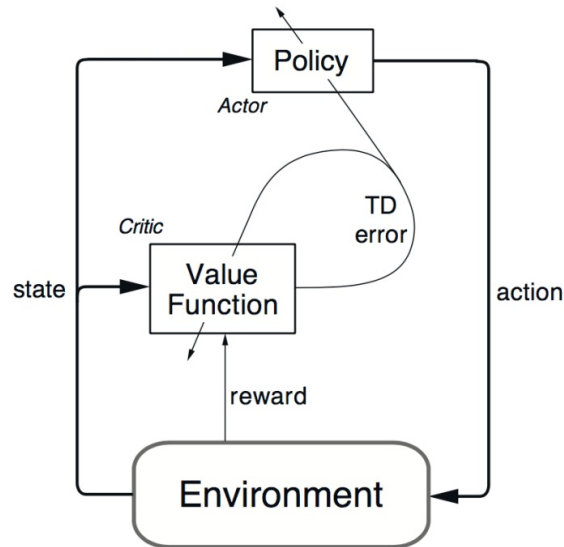 Policy
Actor
TD
error
Critic
Value
Function
state
action
reward
Environment